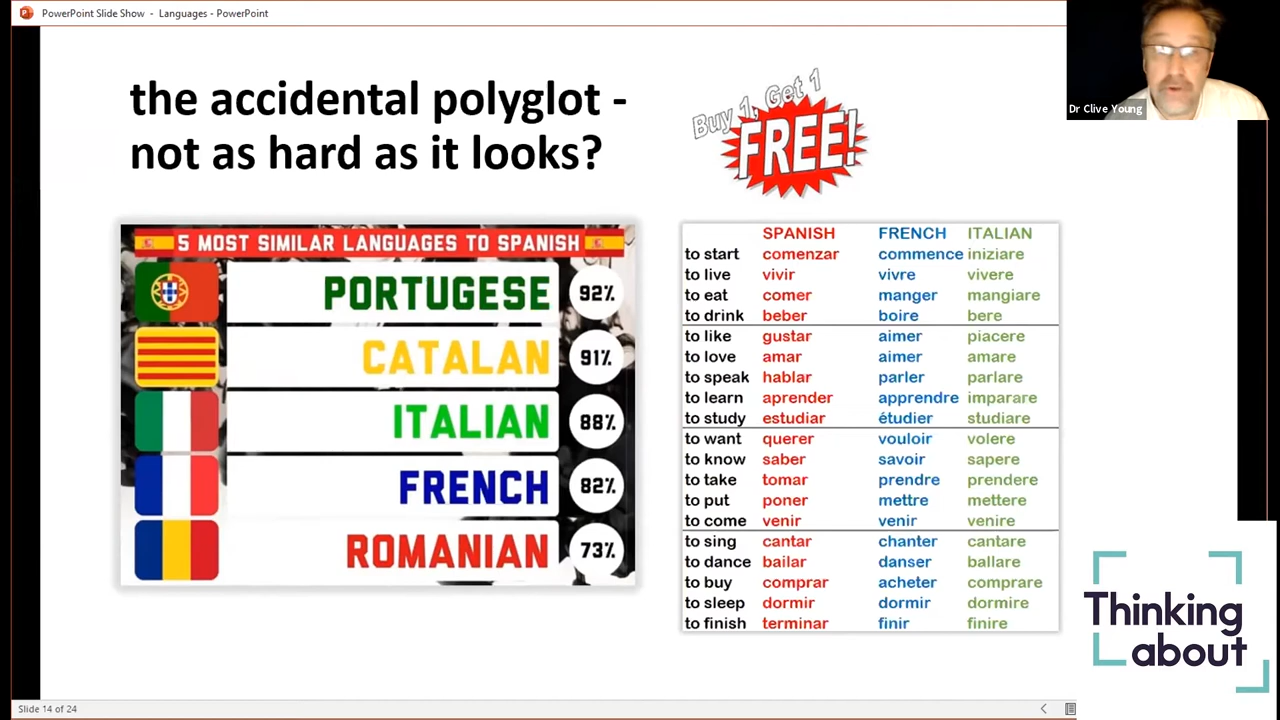 PowerPoint Slide Show - Languages - PowerPoint
Dr Clive Young
the accidental polyglot -
not as hard as it looks?
Buy 1, Get 1
FREE!
5 MOST SIMILAR LANGUAGES TO SPANISH
PORTUGESE 92%
CATALAN 91%
ITALIAN 88%
FRENCH 82%
ROMANIAN 73%
SPANISH FRENCH ITALIAN
to start comenzar commence iniziare
to live vivir vivre vivere
to eat comer manger mangiare
to drink beber boire bere
to like gustar aimer piacere
to love amar aimer amare
to speak hablar parler parlare
to learn aprender apprendre imparare
to study estudiar étudier studiare
to want querer vouloir volere
to know saber savoir sapere
to take tomar prendre prendere
to put poner mettre mettere
to come venir venir venire
to sing cantar chanter cantare
to dance bailar danser ballare
to buy comprar acheter comprare
to sleep dormir dormir dormire
to finish terminar finir finire
Thinking
about
Slide 14 of 24